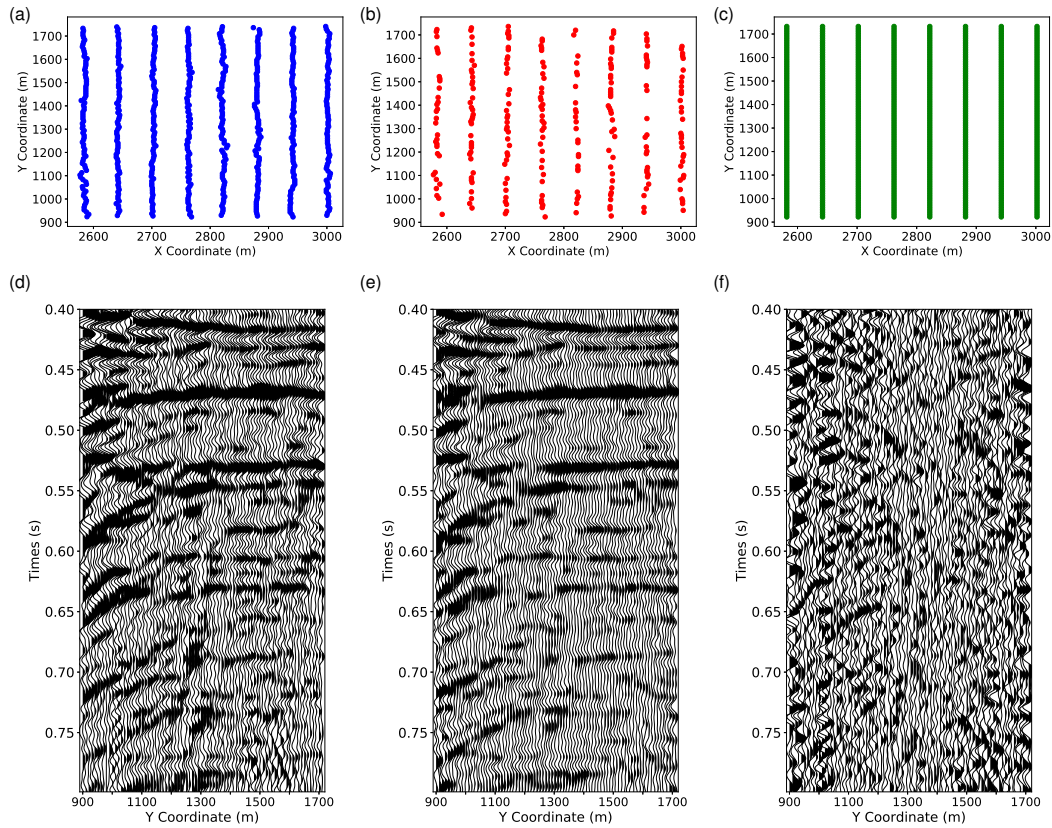 (a)
(b)
(c)
1700
1600
1500
1400
1300
1200
1100
1000
900
Y Coordinate (m)
2600 2700 2800 2900 3000
X Coordinate (m)
1700
1600
1500
1400
1300
1200
1100
1000
900
Y Coordinate (m)
2600 2700 2800 2900 3000
X Coordinate (m)
1700
1600
1500
1400
1300
1200
1100
1000
900
Y Coordinate (m)
2600 2700 2800 2900 3000
X Coordinate (m)
(d)
(e)
(f)
0.40
0.45
0.50
0.55
0.60
0.65
0.70
0.75
Times (s)
900 1100 1300 1500 1700
Y Coordinate (m)
0.40
0.45
0.50
0.55
0.60
0.65
0.70
0.75
Times (s)
900 1100 1300 1500 1700
Y Coordinate (m)
0.40
0.45
0.50
0.55
0.60
0.65
0.70
0.75
Times (s)
900 1100 1300 1500 1700
Y Coordinate (m)